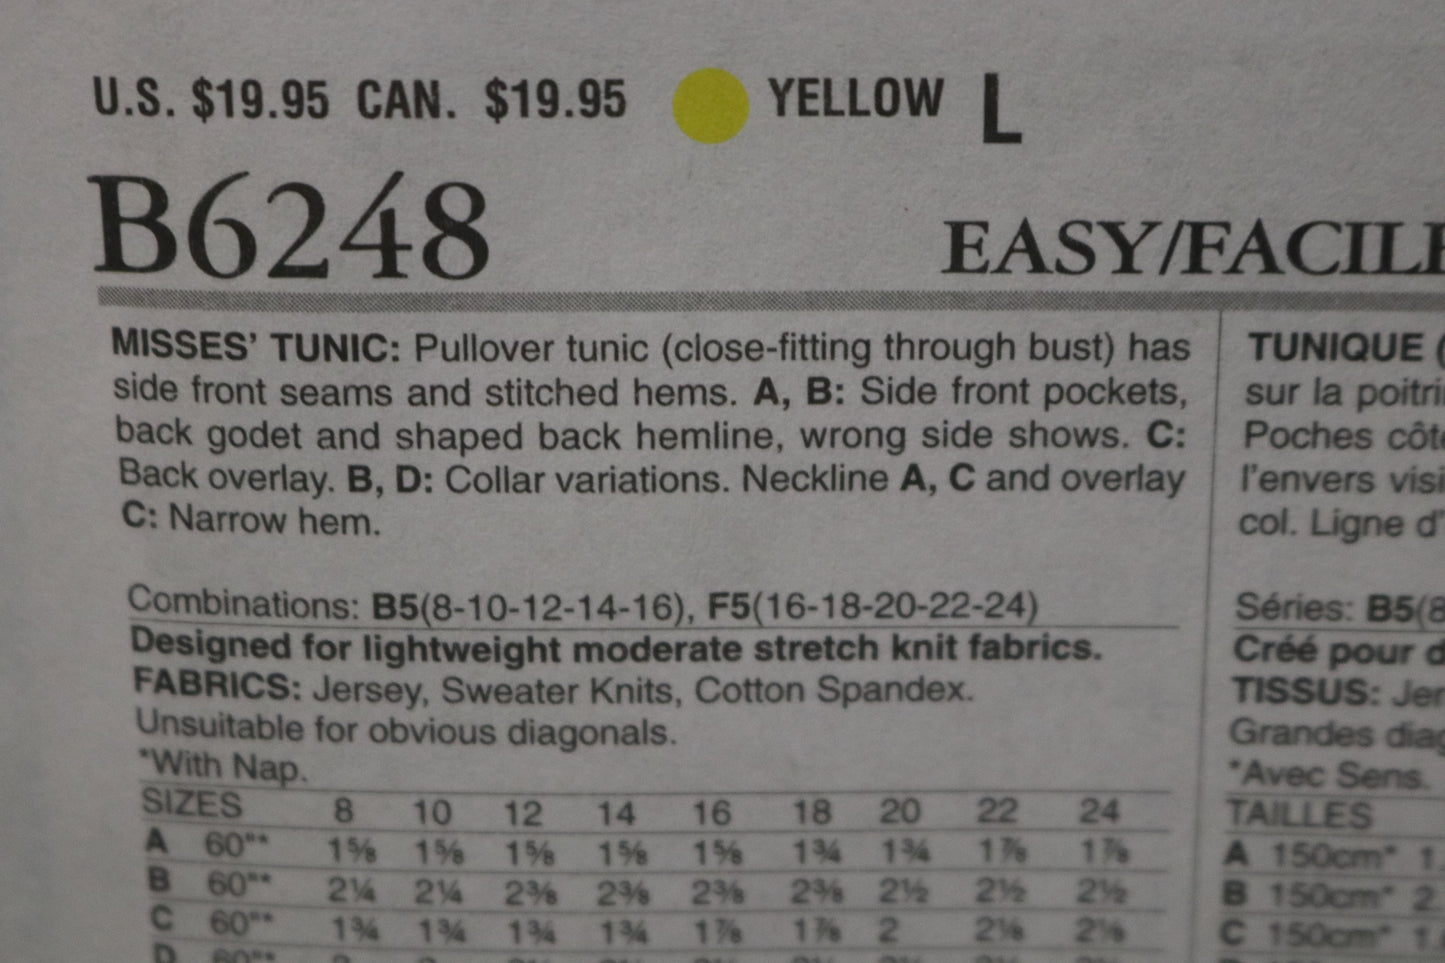 U.S. $19.95 CAN. $19.95 YELLOW L
B6248
EASY/FACILE
MISSES' TUNIC: Pullover tunic (close-fitting through bust) has
side front seams and stitched hems. A, B: Side front pockets,
back godet and shaped back hemline, wrong side shows. C:
Back overlay. B, D: Collar variations. Neckline A, C and overlay
C: Narrow hem.
Combinations: B5(8-10-12-14-16), F5(16-18-20-22-24)
Designed for lightweight moderate stretch knit fabrics.
FABRICS: Jersey, Sweater Knits, Cotton Spandex.
Unsuitable for obvious diagonals.
*With Nap.
SIZES 8 10 12 14 16 18 20 22 24
A 60"* 1⅝ 1⅝ 1⅝ 1⅝ 1⅝ 1¾ 1¾ 1⅞ 1⅞
B 60"* 2¼ 2¼ 2⅜ 2⅜ 2⅜ 2⅜ 2½ 2½ 2½
C 60"* 1¾ 1¾ 1¾ 1¾ 1⅞ 1⅞ 2 2⅛ 2⅛
D 60"*
TUNIQUE (
sur la poitri
Poches côt
l'envers visi
col. Ligne d'
Séries: B5(8
Créé pour d
TISSUS: Jer
Grandes diag
*Avec Sens.
TAILLES
A 150cm* 1.
B 150cm* 2
C 150cm* 1.